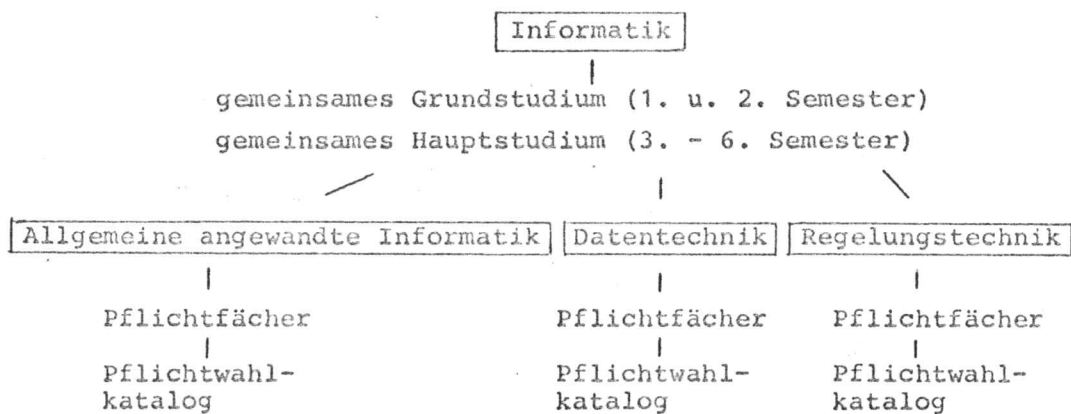 Informatik
gemeinsames Grundstudium (1. u. 2. Semester)
gemeinsames Hauptstudium (3. - 6. Semester)
Allgemeine angewandte Informatik Datentechnik Regelungstechnik
Pflichtfächer Pflichtfächer Pflichtfächer
Pflichtwahl- Pflichtwahl- Pflichtwahl-
katalog katalog katalog